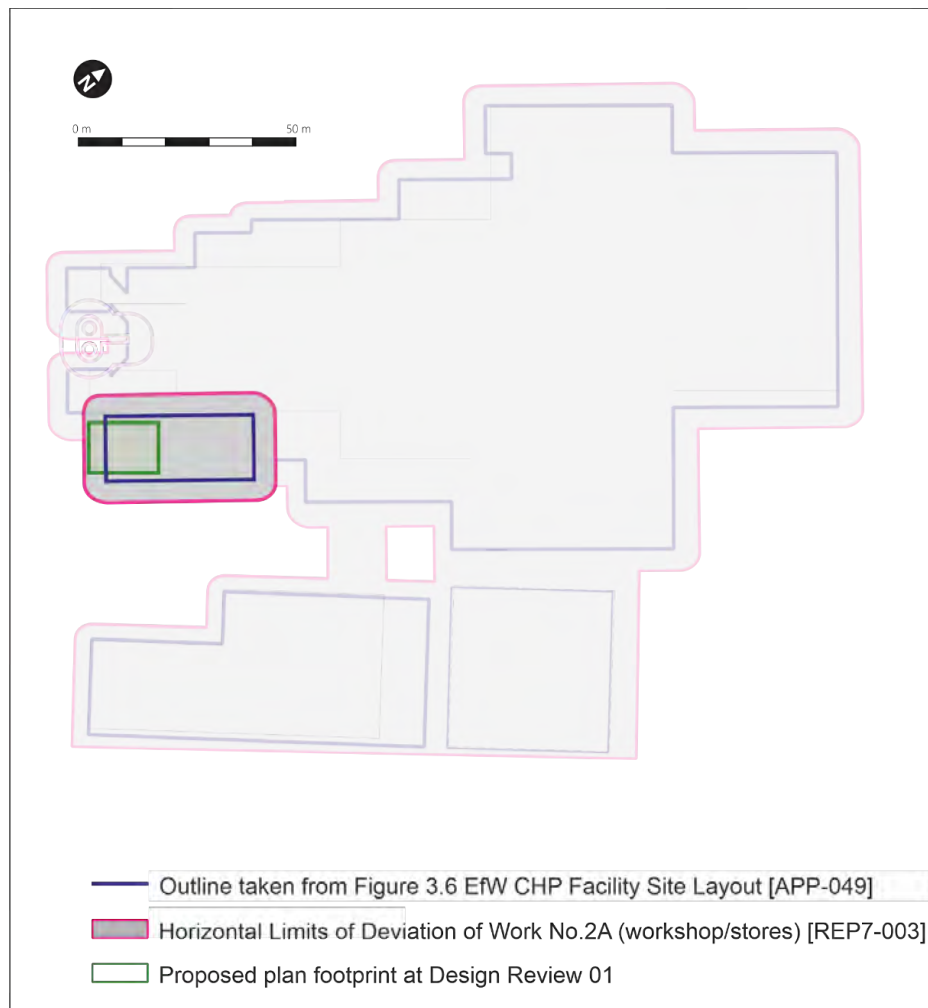 N
0 m 50 m
Outline taken from Figure 3.6 EfW CHP Facility Site Layout [APP-049]
Horizontal Limits of Deviation of Work No.2A (workshop/stores) [REP7-003]
Proposed plan footprint at Design Review 01